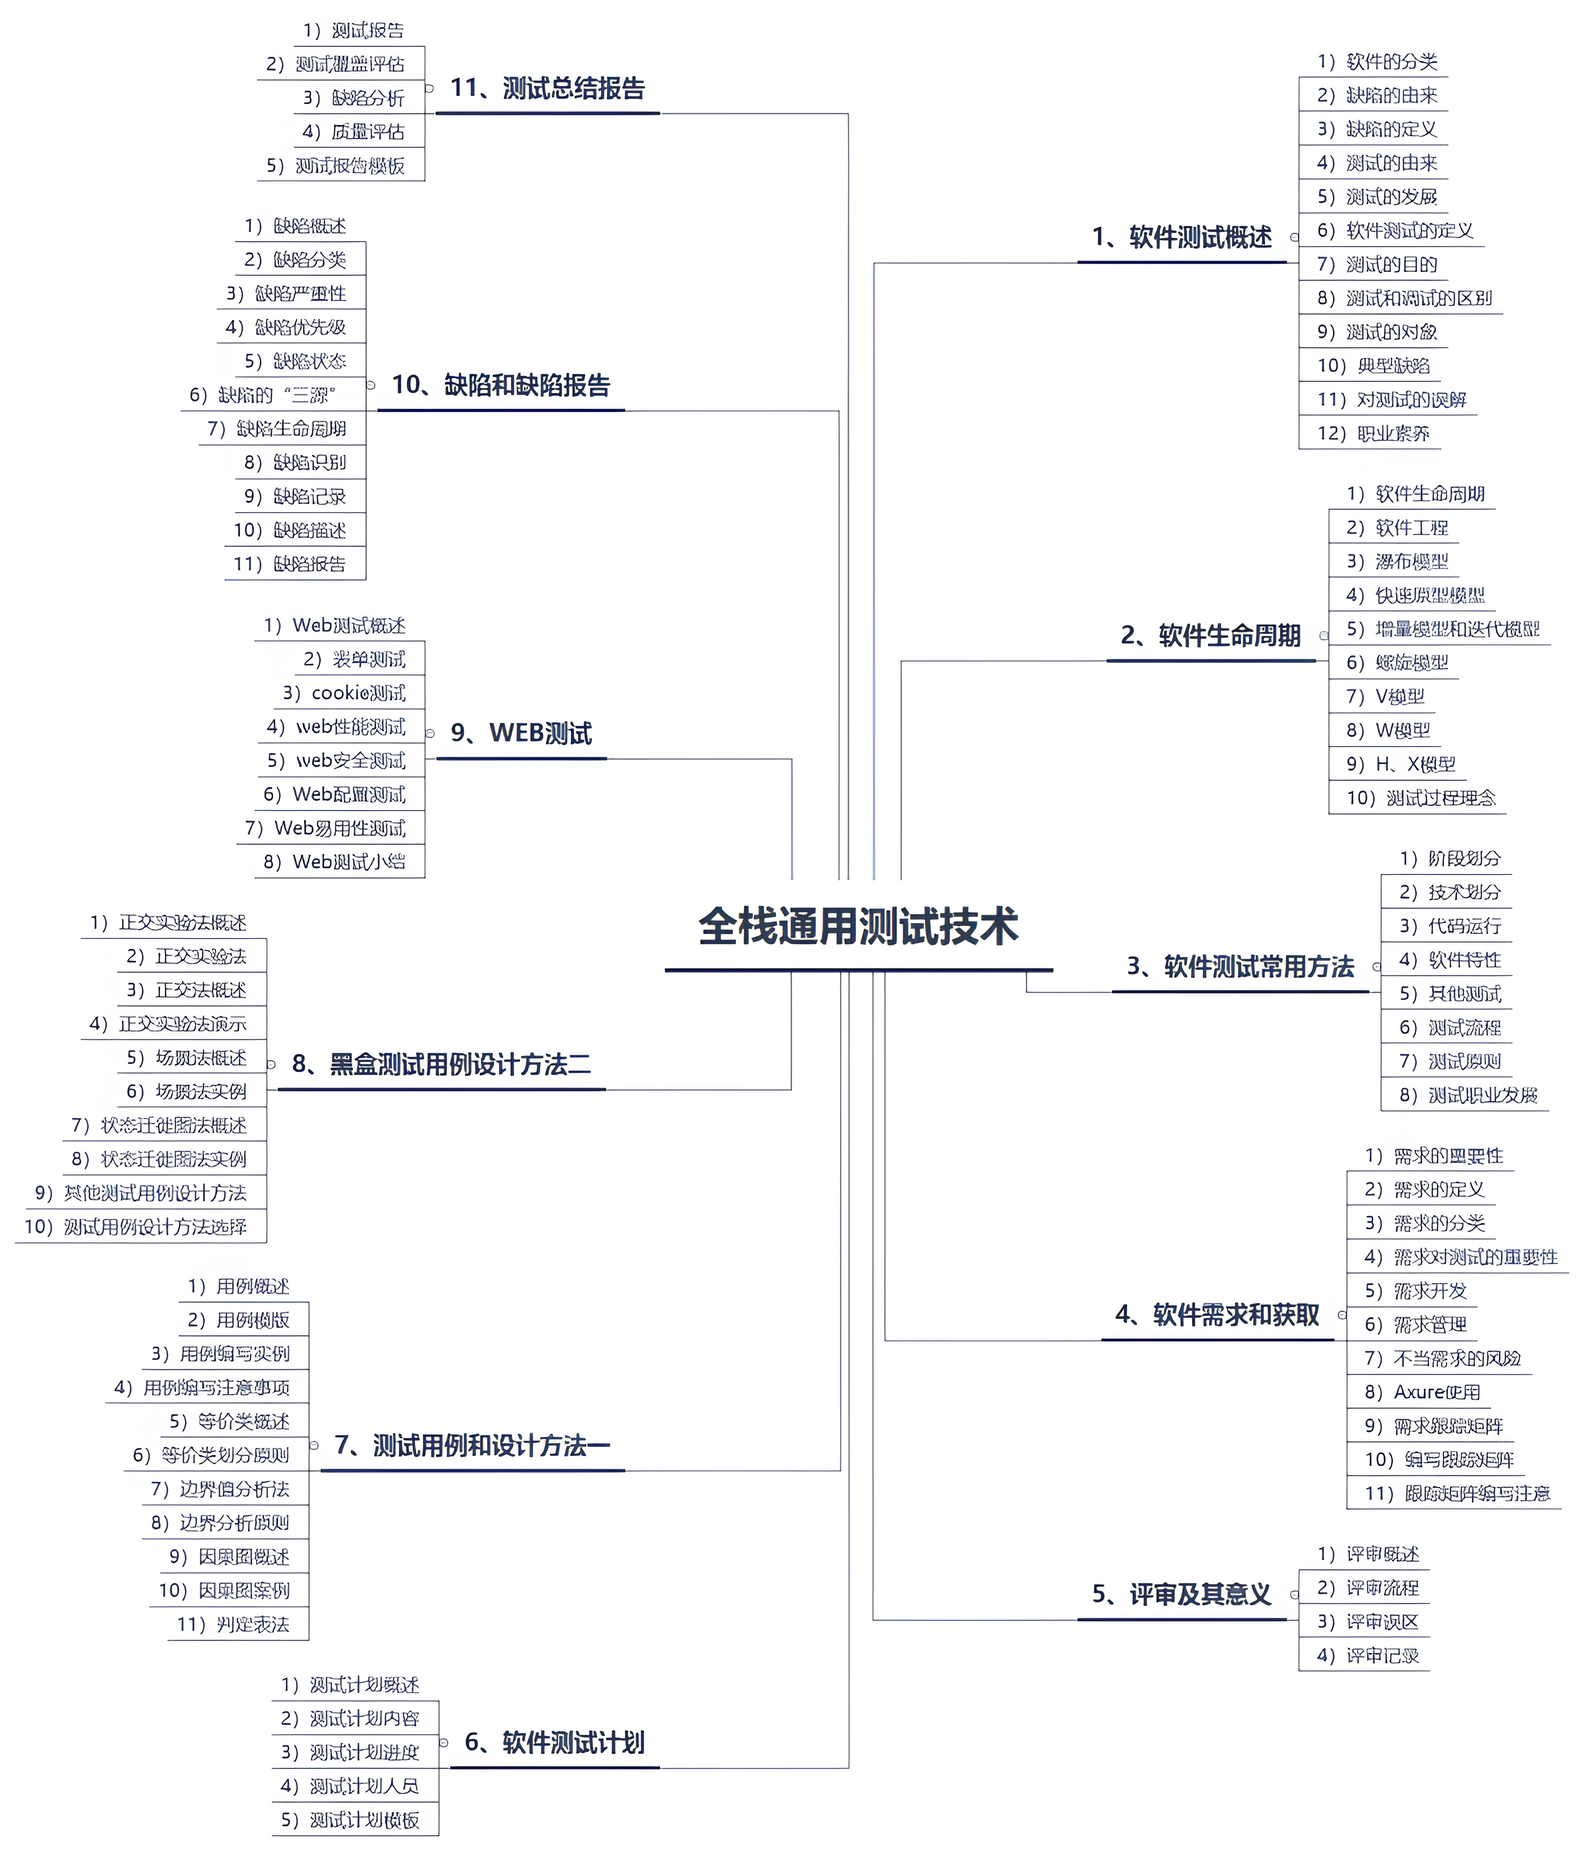 全栈通用测试技术
1、软件测试概述
1）软件的分类
2）缺陷的由来
3）缺陷的定义
4）测试的由来
5）测试的发展
6）软件测试的定义
7）测试的目的
8）测试和调试的区别
9）测试的对象
10）典型缺陷
11）对测试的误解
12）职业素养
2、软件生命周期
1）软件生命周期
2）软件工程
3）瀑布模型
4）快速原型模型
5）增量模型和迭代模型
6）螺旋模型
7）V模型
8）W模型
9）H、X模型
10）测试过程理念
3、软件测试常用方法
1）阶段划分
2）技术划分
3）代码运行
4）软件特性
5）其他测试
6）测试流程
7）测试原则
8）测试职业发展
4、软件需求和获取
1）需求的重要性
2）需求的定义
3）需求的分类
4）需求对测试的重要性
5）需求开发
6）需求管理
7）不当需求的风险
8）Axure使用
9）需求跟踪矩阵
10）编写跟踪矩阵
11）跟踪矩阵编写注意
5、评审及其意义
1）评审概述
2）评审流程
3）评审误区
4）评审记录
6、软件测试计划
1）测试计划概述
2）测试计划内容
3）测试计划进度
4）测试计划人员
5）测试计划模板
7、测试用例和设计方法一
1）用例概述
2）用例模版
3）用例编写实例
4）用例编写注意事项
5）等价类概述
6）等价类划分原则
7）边界值分析法
8）边界分析原则
9）因果图概述
10）因果图案例
11）判定表法
8、黑盒测试用例设计方法二
1）正交实验法概述
2）正交实验法
3）正交法概述
4）正交实验法演示
5）场景法概述
6）场景法实例
7）状态迁徙图法概述
8）状态迁徙图法实例
9）其他测试用例设计方法
10）测试用例设计方法选择
9、WEB测试
1）Web测试概述
2）表单测试
3）cookie测试
4）web性能测试
5）web安全测试
6）Web配置测试
7）Web易用性测试
8）Web测试小结
10、缺陷和缺陷报告
1）缺陷概述
2）缺陷分类
3）缺陷严重性
4）缺陷优先级
5）缺陷状态
6）缺陷的“三源”
7）缺陷生命周期
8）缺陷识别
9）缺陷记录
10）缺陷描述
11）缺陷报告
11、测试总结报告
1）测试报告
2）测试覆盖评估
3）缺陷分析
4）质量评估
5）测试报告模板